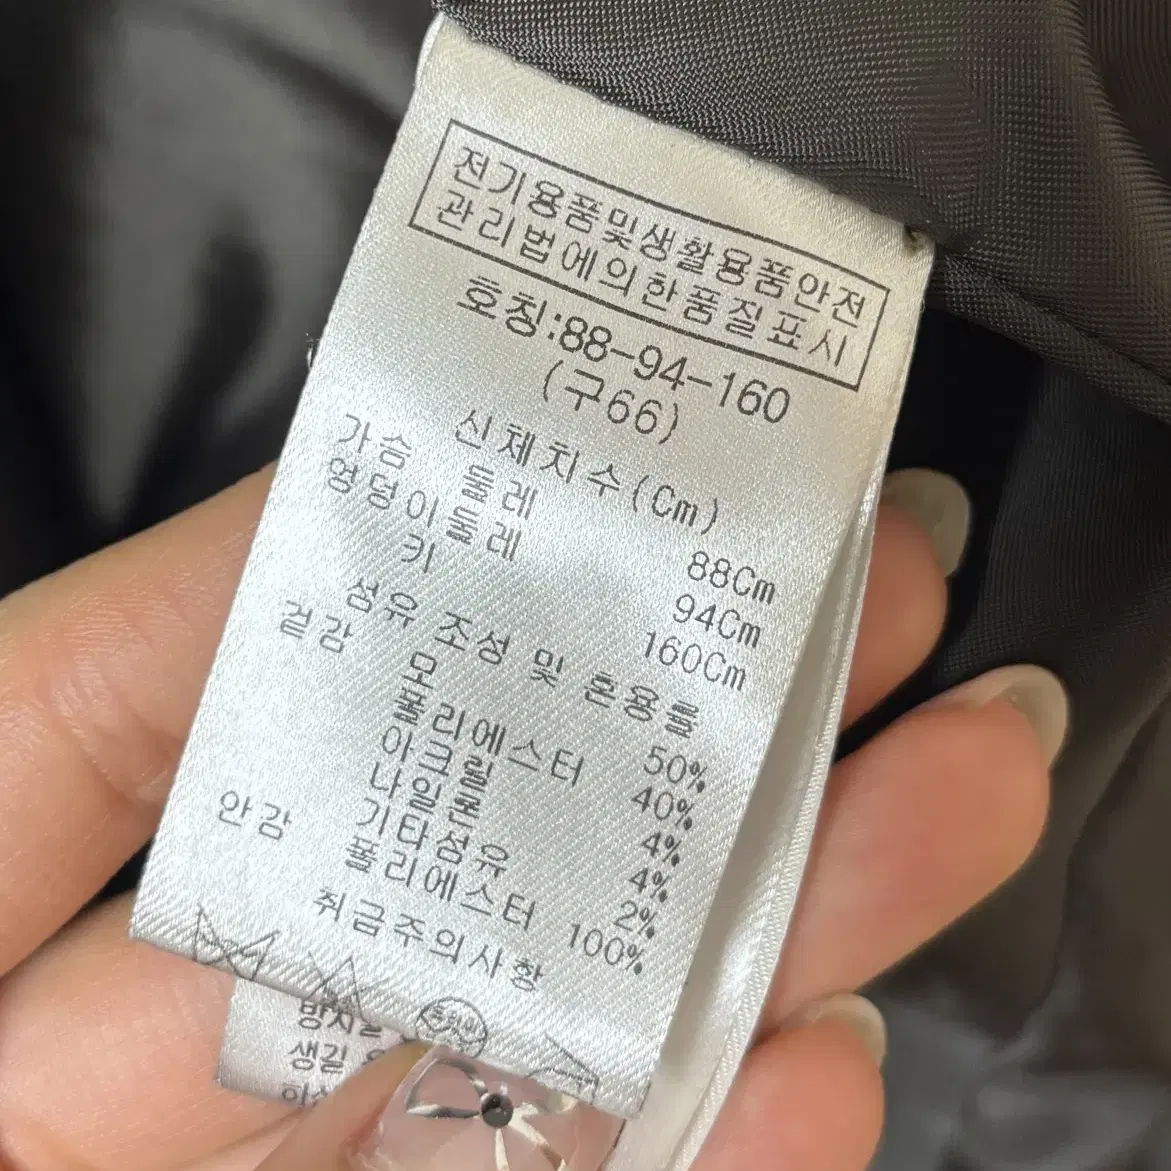 전기용품및생활용품안전
관리법에의한품질표시
호칭:88-94-160
(구66)
신체치수(Cm)
가슴 둘레 88Cm
엉덩이둘레 94Cm
키 160Cm
섬유 조성 및 혼용률
겉감 모 50%
폴리에스터 40%
아크릴 4%
나일론 4%
기타섬유 2%
안감 폴리에스터 100%
취급주의사항
생길